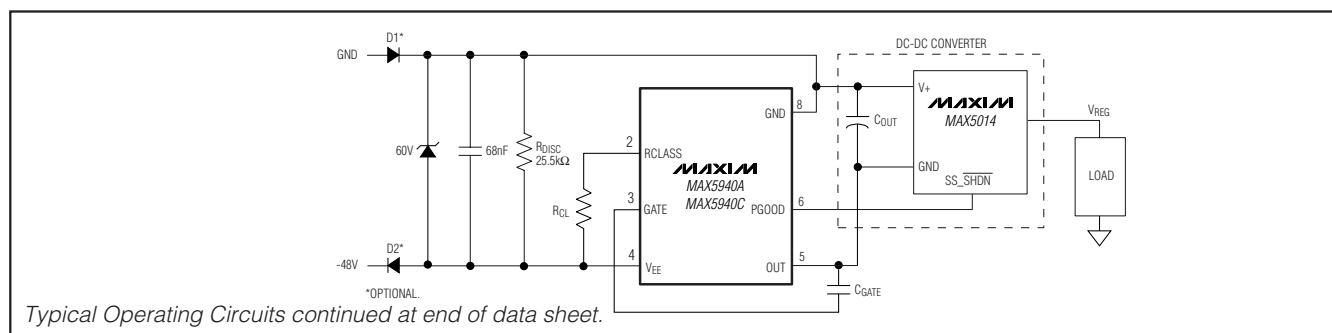 D1*
GND
DC-DC CONVERTER
V+
MAXIM
MAX5014
GND
8
COUT
VREG
60V
68nF
RDISC
25.5kΩ
2
RCLASS
MAXIM
MAX5940A
MAX5940C
GND
SS_SHDN
LOAD
3
GATE
RCL
PGOOD
6
D2*
-48V
4
VEE
OUT
5
CGATE
*OPTIONAL.
Typical Operating Circuits continued at end of data sheet.